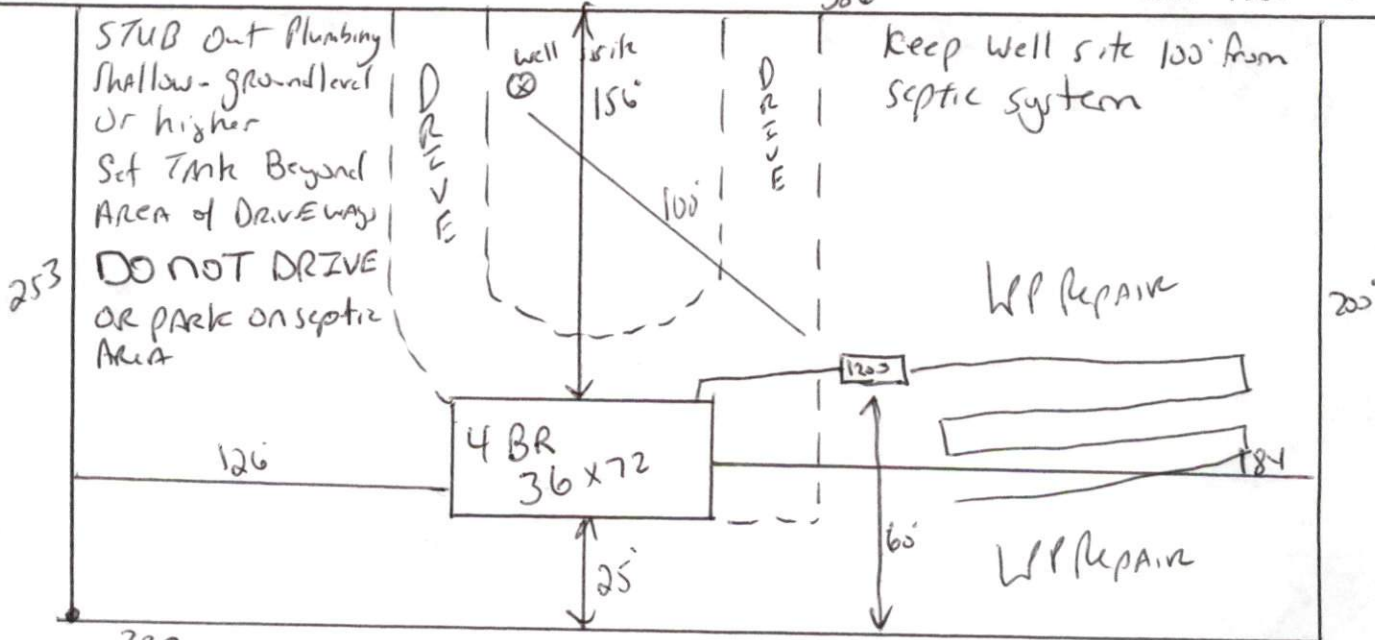 STUB Out Plumbing
Shallow-groundlevel
Or higher
Set TANK Beyond
AREA of DRIVEWAYS
DO NOT DRIVE
OR PARK on septic
AREA
DRIVE
well site
156'
100'
DRIVE
Keep well site 100' from
septic system
253
200'
WP Repair
1200
4 BR
36 x 72
126'
184
25'
60'
WP Repair